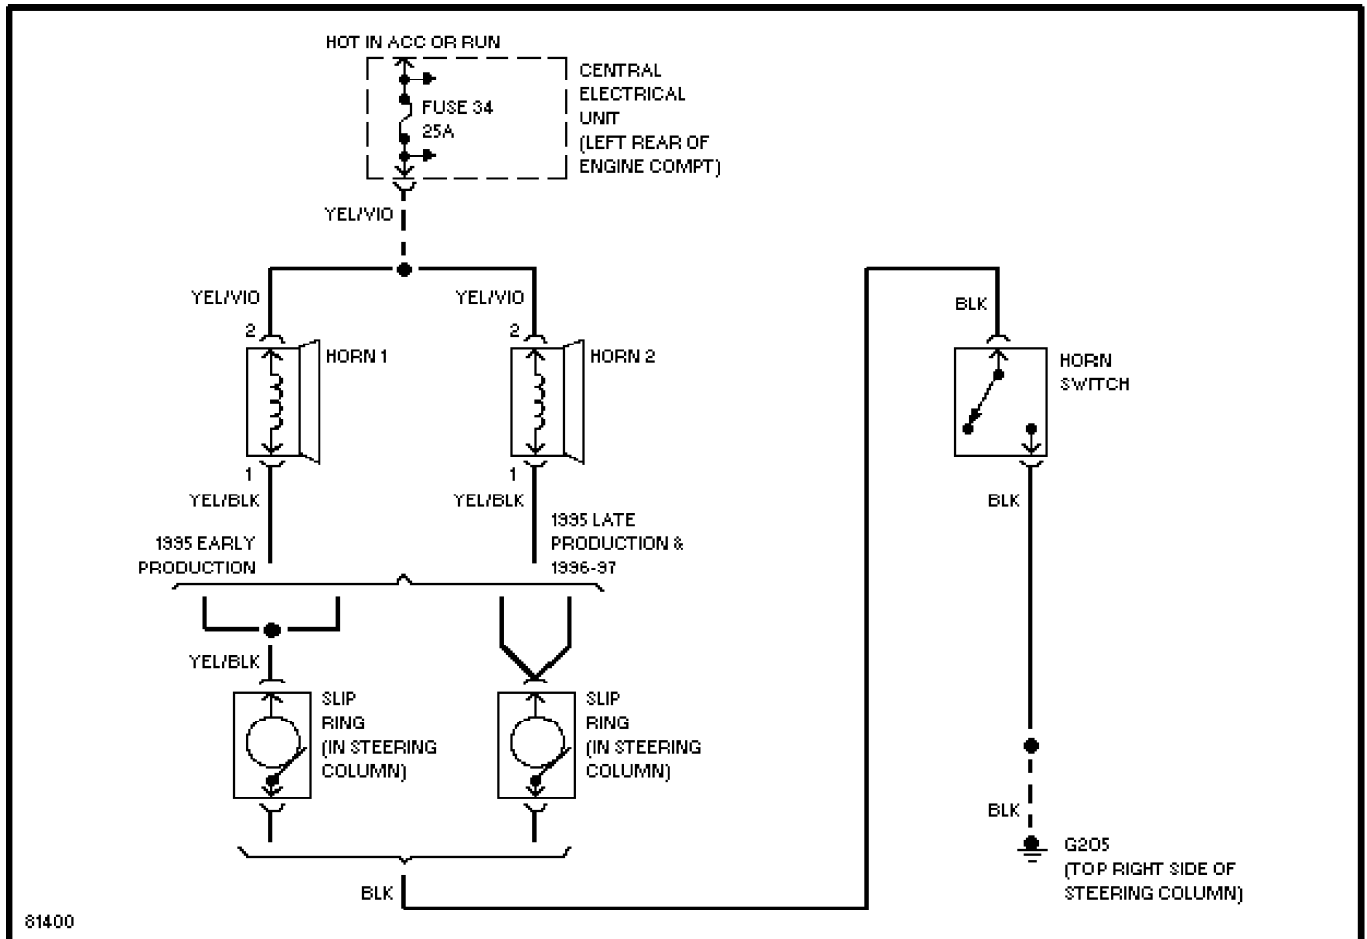 HOT IN ACC OR RUN
CENTRAL
ELECTRICAL
UNIT
(LEFT REAR OF
ENGINE COMPT)
FUSE 34
25A
YEL/VIO
YEL/VIO
YEL/VIO
BLK
2
2
HORN 1
HORN 2
HORN
SWITCH
1
1
YEL/BLK
YEL/BLK
BLK
1995 EARLY
PRODUCTION
1995 LATE
PRODUCTION &
1996-97
YEL/BLK
SLIP
RING
(IN STEERING
COLUMN)
SLIP
RING
(IN STEERING
COLUMN)
BLK
G205
(TOP RIGHT SIDE OF
STEERING COLUMN)
BLK
81400